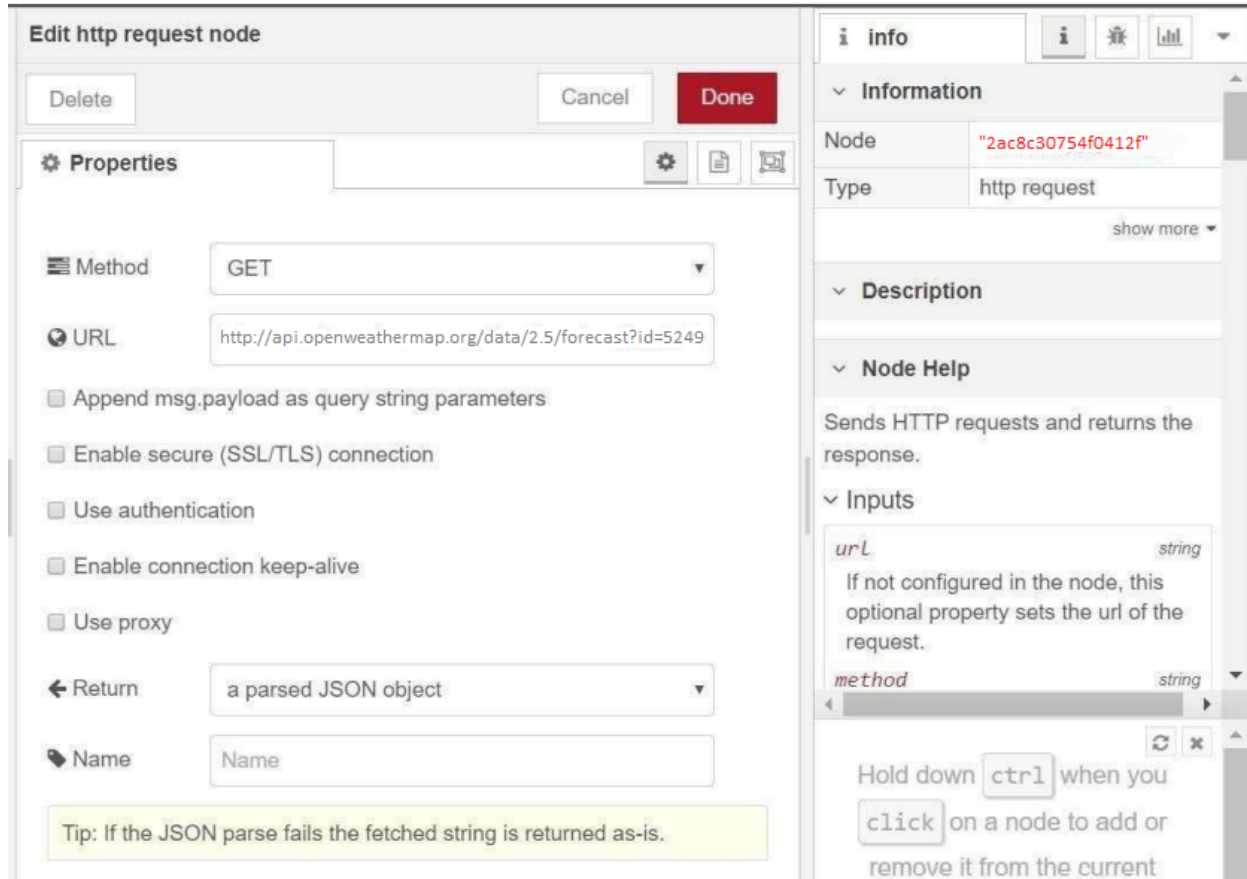 Edit http request node
Delete
Cancel
Done
Properties
Method
GET
URL
http://api.openweathermap.org/data/2.5/forecast?id=5249
Append msg.payload as query string parameters
Enable secure (SSL/TLS) connection
Use authentication
Enable connection keep-alive
Use proxy
Return
a parsed JSON object
Name
Name
Tip: If the JSON parse fails the fetched string is returned as-is.
i info
i
Information
Node "2ac8c30754f0412f"
Type http request
show more
Description
Node Help
Sends HTTP requests and returns the
response.
Inputs
url string
If not configured in the node, this
optional property sets the url of the
request.
method string
Hold down ctrl when you
click on a node to add or
remove it from the current